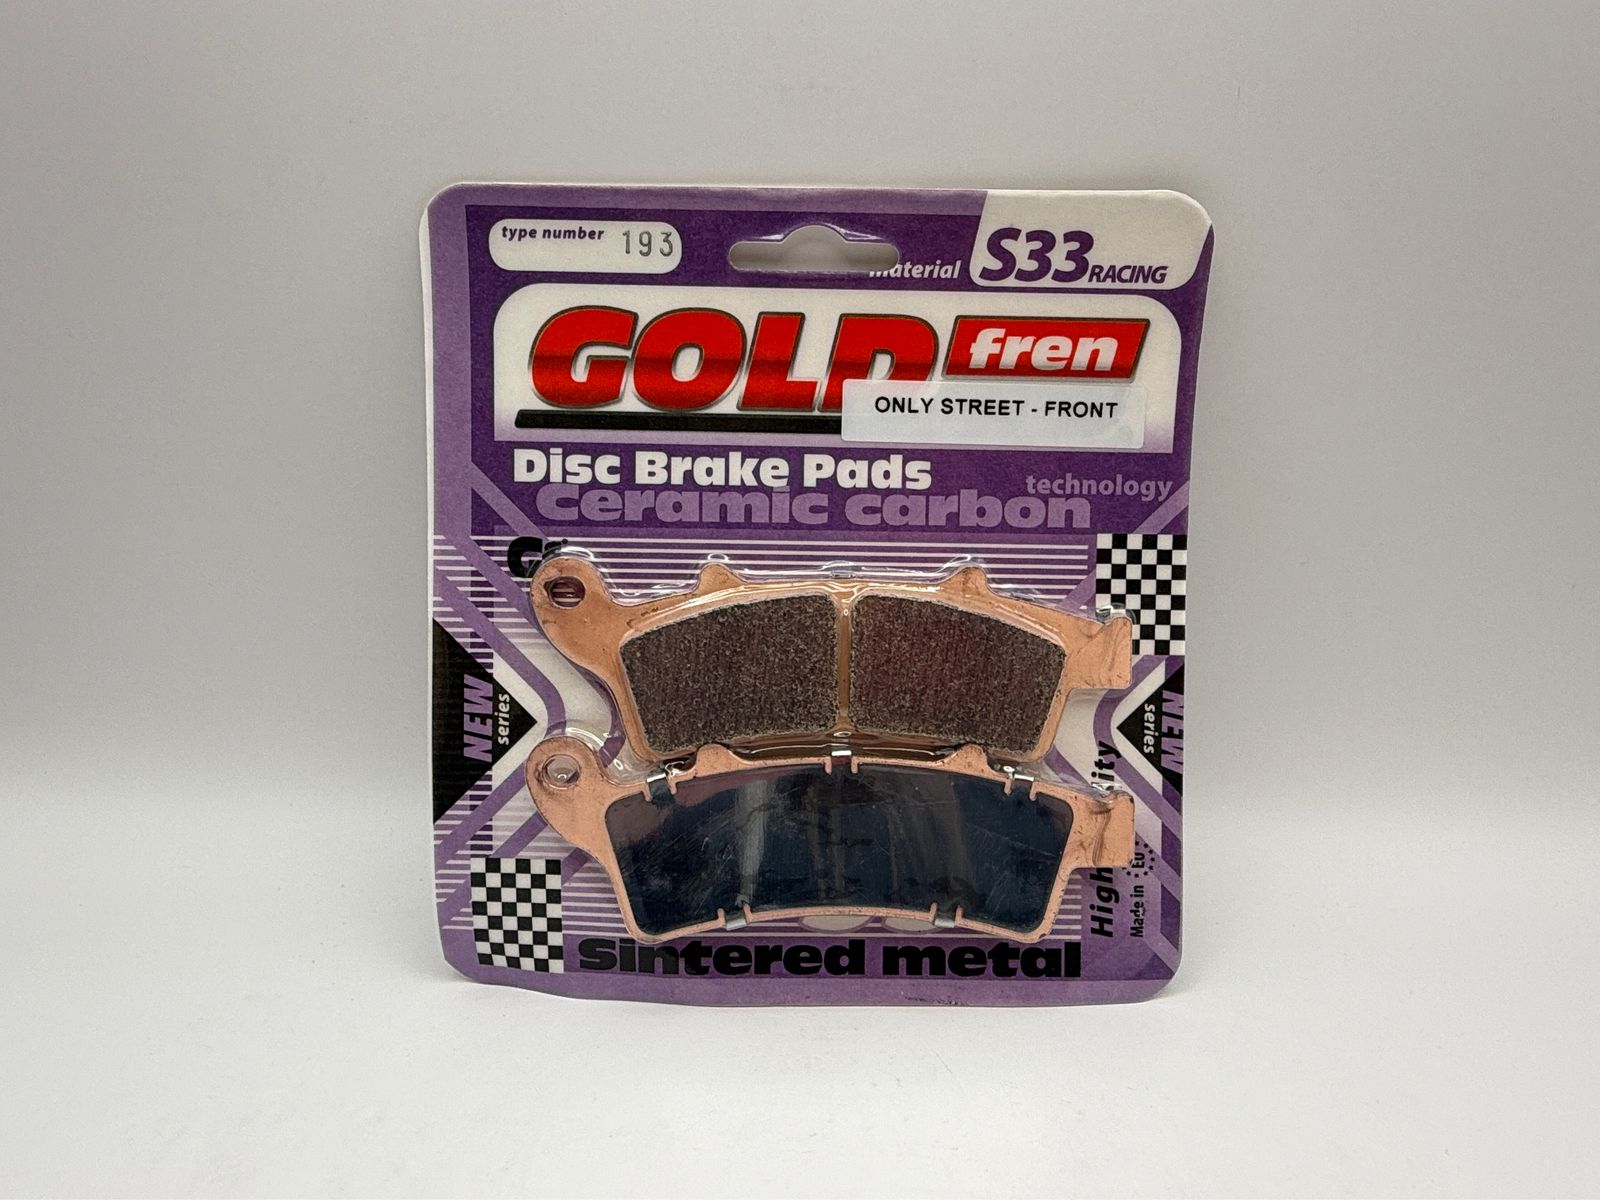 type number 193
material S33 RACING
GOLD fren
ONLY STREET - FRONT
Disc Brake Pads
technology
ceramic carbon
NEW
series
NEW
series
High
Made in EU
Sintered metal